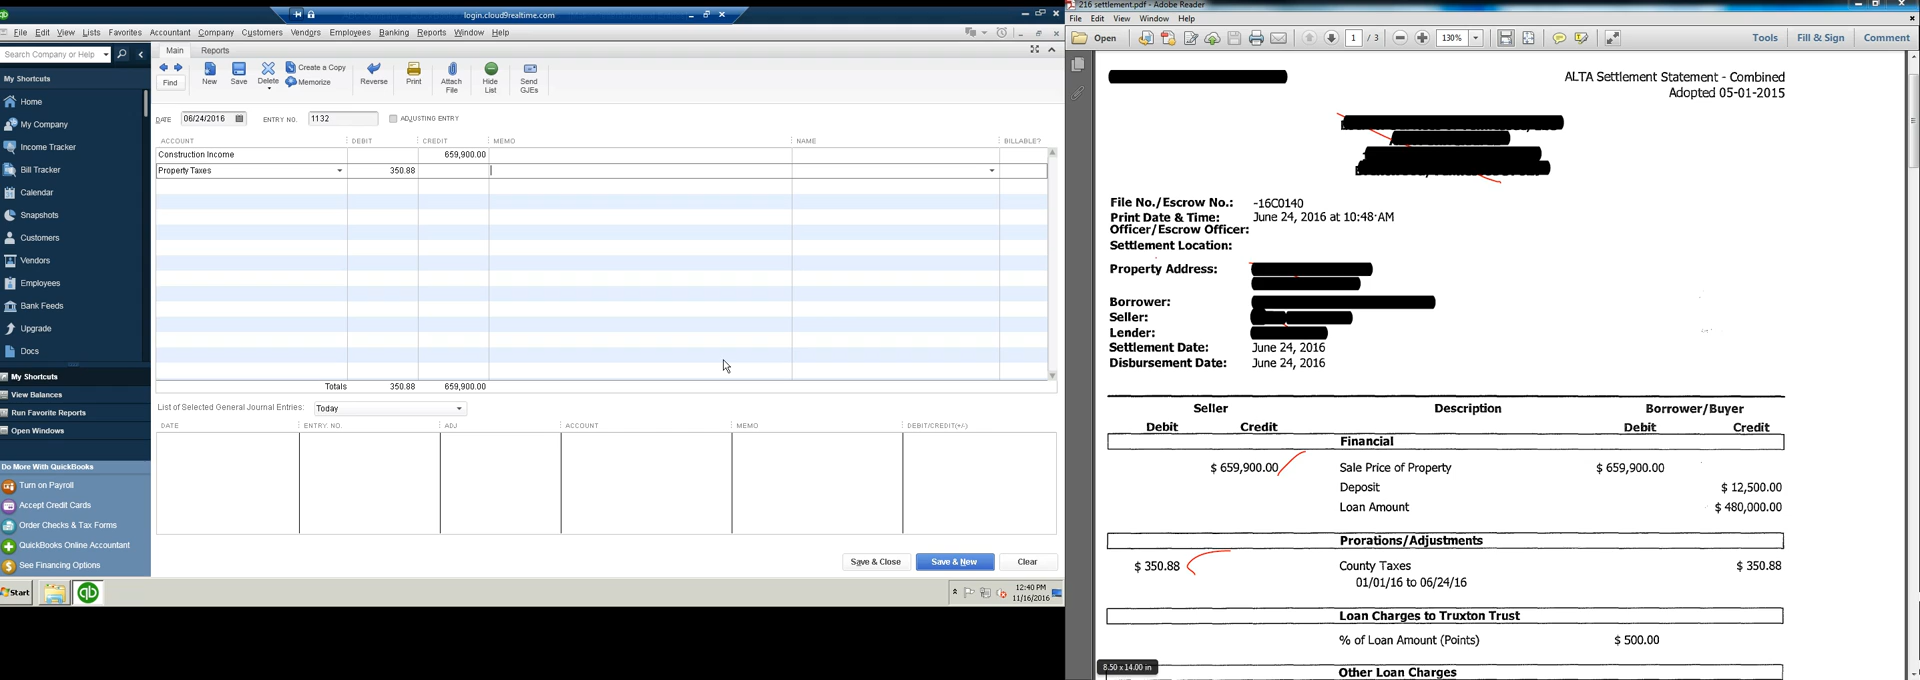 login.cloud9realtime.com
File Edit View Lists Favorites Accountant Company Customers Vendors Employees Banking Reports Window Help
Search Company or Help
My Shortcuts
Home
My Company
Income Tracker
Bill Tracker
Calendar
Snapshots
Customers
Vendors
Employees
Bank Feeds
Upgrade
Docs
My Shortcuts
View Balances
Run Favorite Reports
Open Windows
Do More With QuickBooks
Turn on Payroll
Accept Credit Cards
Order Checks & Tax Forms
QuickBooks Online Accountant
See Financing Options
Start
Main Reports
Find New Save Delete Create a Copy Memorize Reverse Print Attach File Hide List Send GJEs
DATE 06/24/2016 ENTRY NO. 1132 ADJUSTING ENTRY
ACCOUNT DEBIT CREDIT MEMO NAME BILLABLE?
Construction Income 659,900.00
Property Taxes 350.88
Totals 350.88 659,900.00
List of Selected General Journal Entries: Today
DATE ENTRY. NO. ADJ ACCOUNT MEMO DEBIT/CREDIT(+/-)
Save & Close Save & New Clear
12:40 PM
11/16/2016
216 settlement.pdf - Adobe Reader
File Edit View Window Help
Open 1 / 3 130% Tools Fill & Sign Comment
ALTA Settlement Statement - Combined
Adopted 05-01-2015
File No./Escrow No.: -16C0140
Print Date & Time: June 24, 2016 at 10:48 AM
Officer/Escrow Officer:
Settlement Location:
Property Address:
Borrower:
Seller:
Lender:
Settlement Date: June 24, 2016
Disbursement Date: June 24, 2016
Seller Description Borrower/Buyer
Debit Credit Debit Credit
Financial
$ 659,900.00 Sale Price of Property $ 659,900.00
Deposit $ 12,500.00
Loan Amount $ 480,000.00
Prorations/Adjustments
$ 350.88 County Taxes $ 350.88
01/01/16 to 06/24/16
Loan Charges to Truxton Trust
% of Loan Amount (Points) $ 500.00
Other Loan Charges
8.50 x 14.00 in